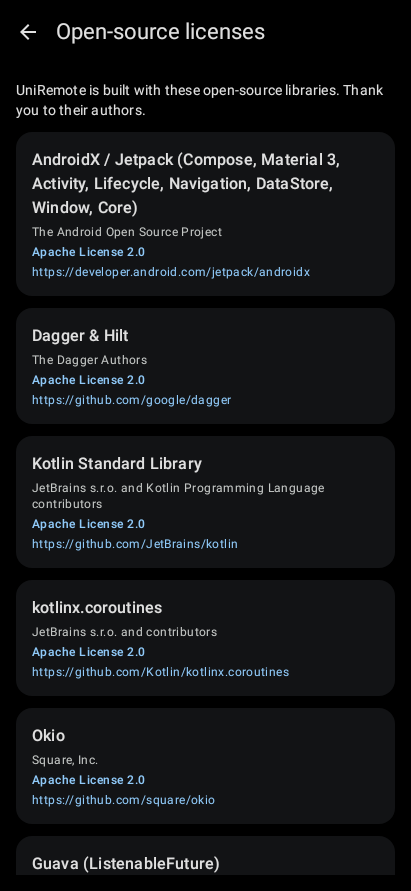 Open-source licenses
UniRemote is built with these open-source libraries. Thank
you to their authors.
AndroidX / Jetpack (Compose, Material 3,
Activity, Lifecycle, Navigation, DataStore,
Window, Core)
The Android Open Source Project
Apache License 2.0
https://developer.android.com/jetpack/androidx
Dagger & Hilt
The Dagger Authors
Apache License 2.0
https://github.com/google/dagger
Kotlin Standard Library
JetBrains s.r.o. and Kotlin Programming Language
contributors
Apache License 2.0
https://github.com/JetBrains/kotlin
kotlinx.coroutines
JetBrains s.r.o. and contributors
Apache License 2.0
https://github.com/Kotlin/kotlinx.coroutines
Okio
Square, Inc.
Apache License 2.0
https://github.com/square/okio
Guava (ListenableFuture)